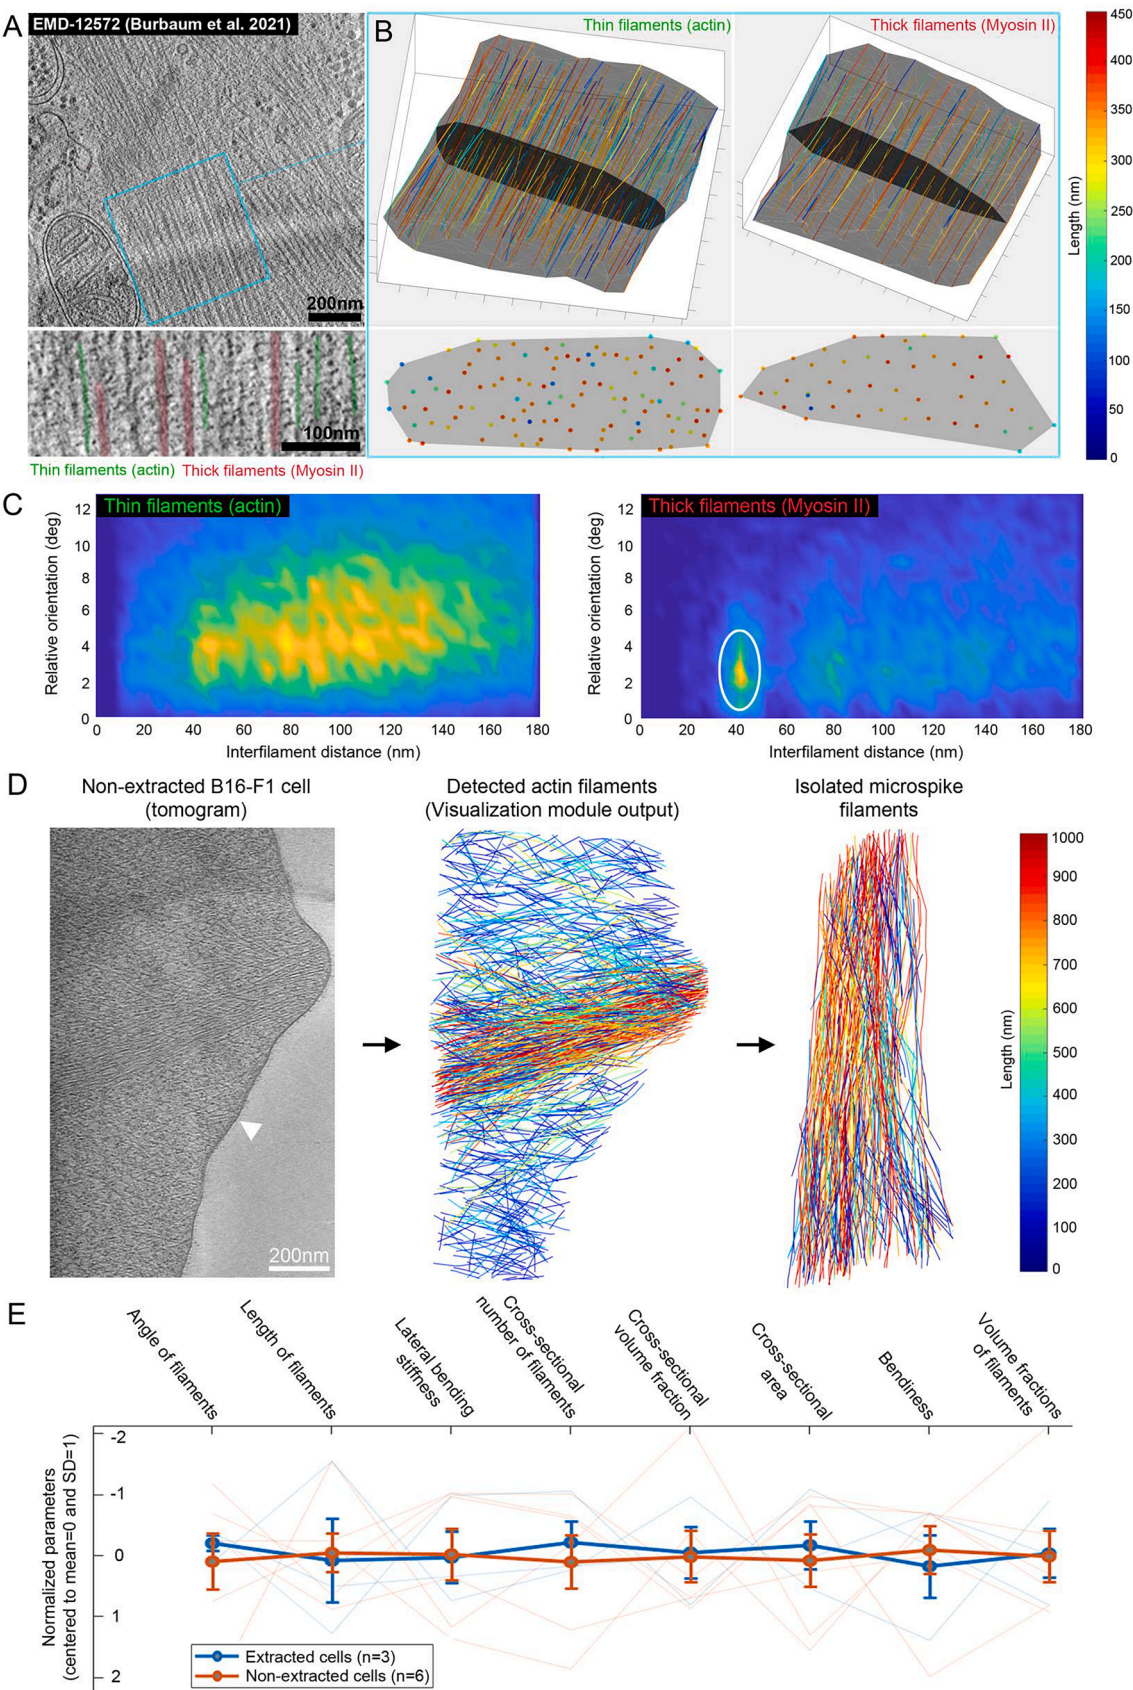 A
EMD-12572 (Burbaum et al. 2021)
200nm
100nm
Thin filaments (actin) Thick filaments (Myosin II)
B
Thin filaments (actin)
Thick filaments (Myosin II)
450
400
350
300
250
200
150
100
50
0
Length (nm)
C
Thin filaments (actin)
Relative orientation (deg)
12
10
8
6
4
2
0
0 20 40 60 80 100 120 140 160 180
Interfilament distance (nm)
Thick filaments (Myosin II)
Relative orientation (deg)
12
10
8
6
4
2
0
0 20 40 60 80 100 120 140 160 180
Interfilament distance (nm)
D
Non-extracted B16-F1 cell
(tomogram)
200nm
Detected actin filaments
(Visualization module output)
Isolated microspike
filaments
1000
900
800
700
600
500
400
300
200
100
0
Length (nm)
E
Angle of filaments
Length of filaments
Lateral bending
stiffness
Cross-sectional
number of filaments
Cross-sectional
volume fraction
Cross-sectional
area
Bendiness
Volume fractions
of filaments
Normalized parameters
(centered to mean=0 and SD=1)
-2
-1
0
1
2
Extracted cells (n=3)
Non-extracted cells (n=6)